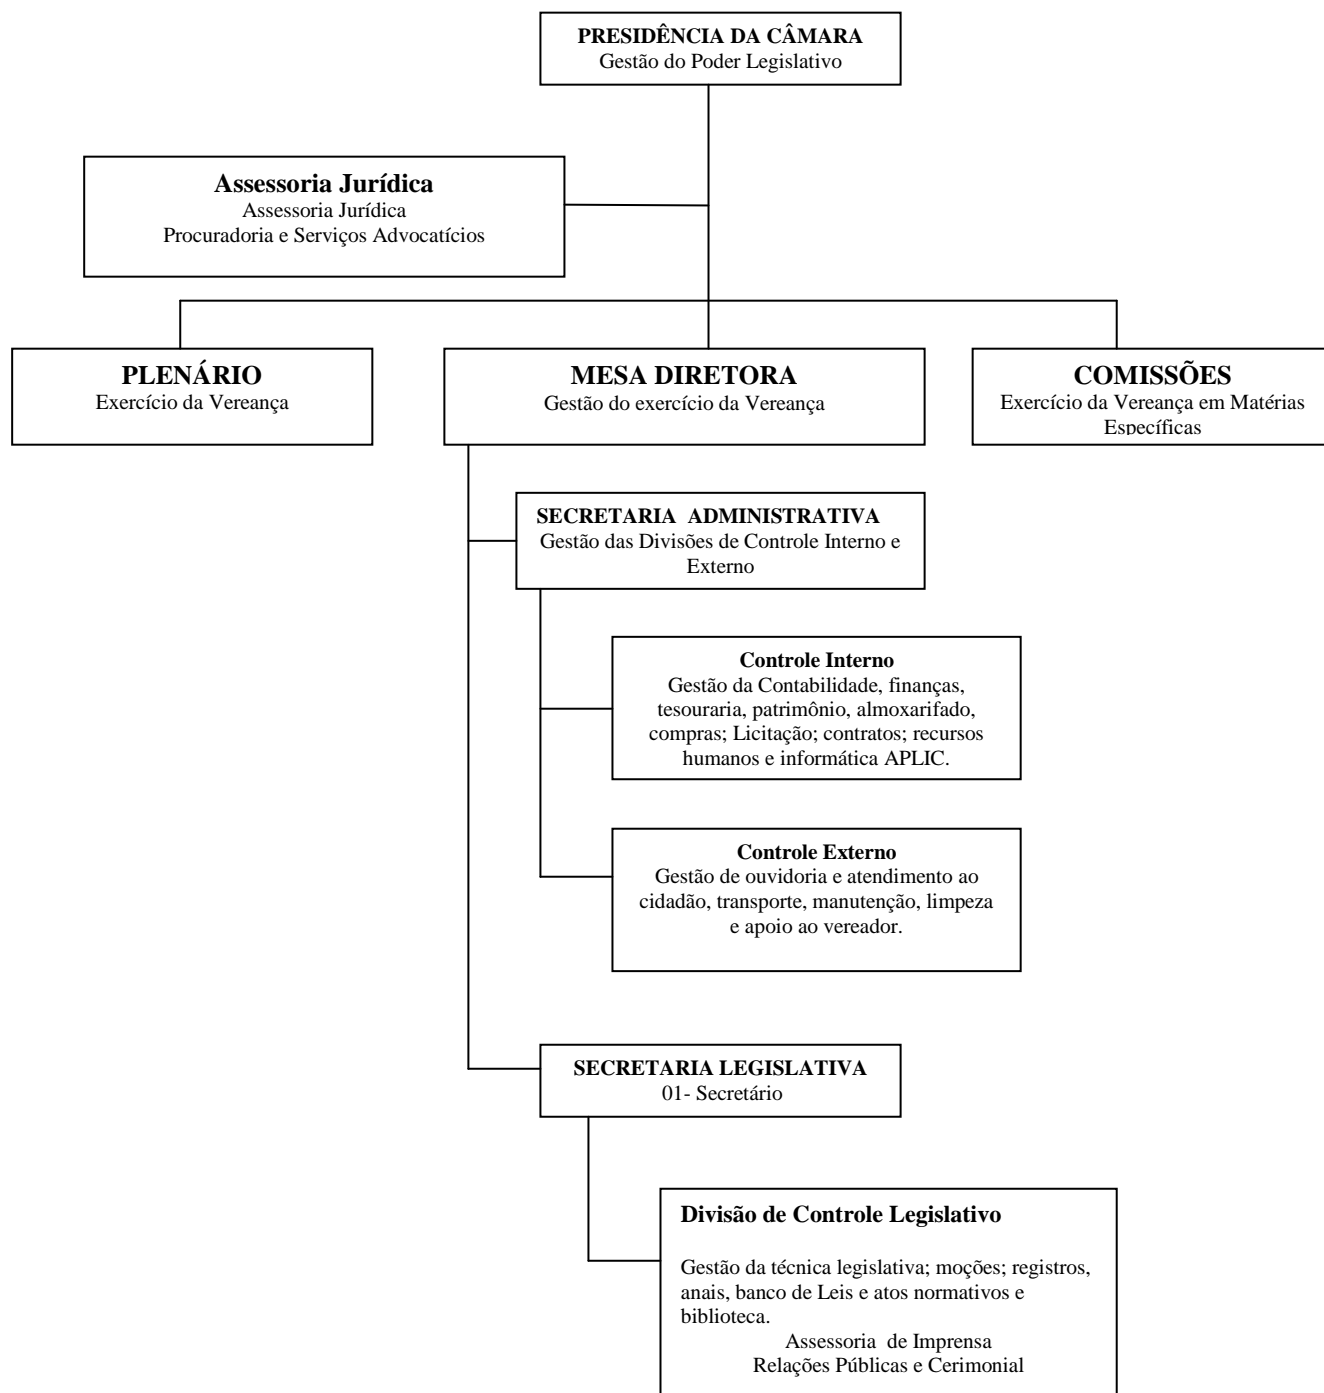 PRESIDÊNCIA DA CÂMARA
Gestão do Poder Legislativo
Assessoria Jurídica
Assessoria Jurídica
Procuradoria e Serviços Advocatícios
PLENÁRIO
Exercício da Vereança
MESA DIRETORA
Gestão do exercício da Vereança
COMISSÕES
Exercício da Vereança em Matérias
Específicas
SECRETARIA ADMINISTRATIVA
Gestão das Divisões de Controle Interno e
Externo
Controle Interno
Gestão da Contabilidade, finanças,
tesouraria, patrimônio, almoxarifado,
compras; Licitação; contratos; recursos
humanos e informática APLIC.
Controle Externo
Gestão de ouvidoria e atendimento ao
cidadão, transporte, manutenção, limpeza
e apoio ao vereador.
SECRETARIA LEGISLATIVA
01- Secretário
Divisão de Controle Legislativo
Gestão da técnica legislativa; moções; registros,
anais, banco de Leis e atos normativos e
biblioteca.
Assessoria de Imprensa
Relações Públicas e Cerimonial